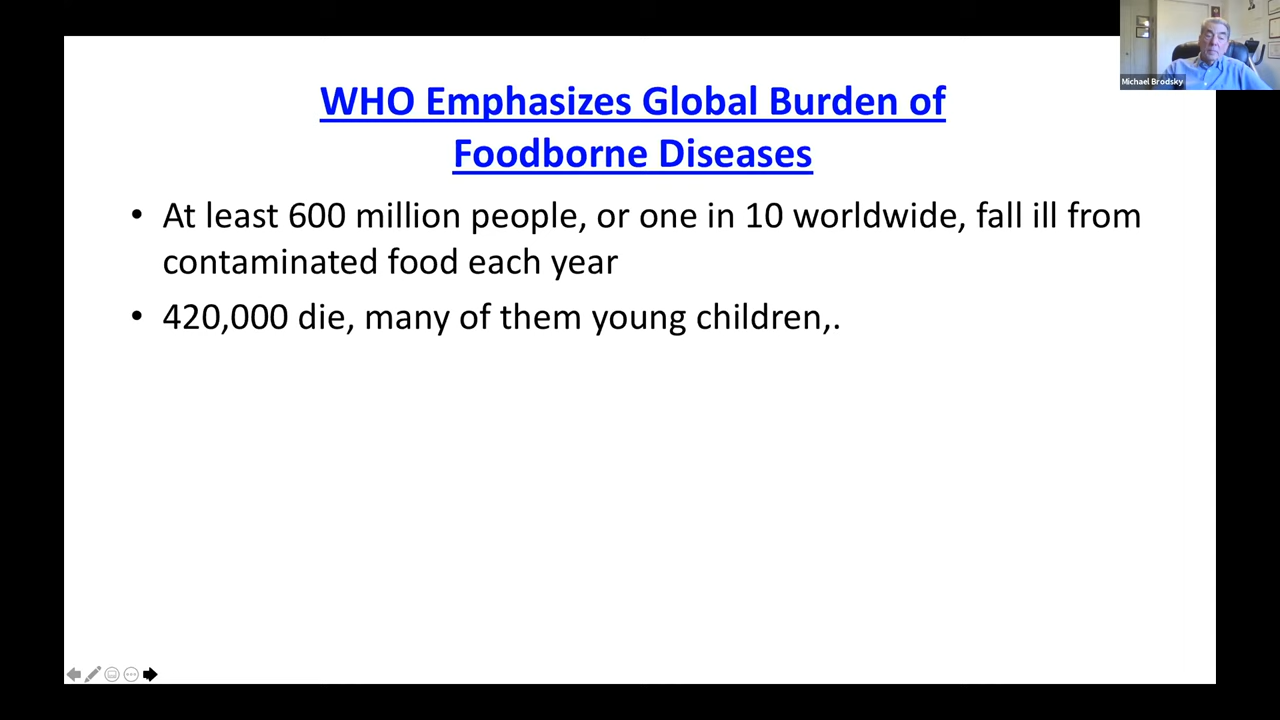 Michael Brodsky
WHO Emphasizes Global Burden of
Foodborne Diseases
• At least 600 million people, or one in 10 worldwide, fall ill from
contaminated food each year
• 420,000 die, many of them young children,.